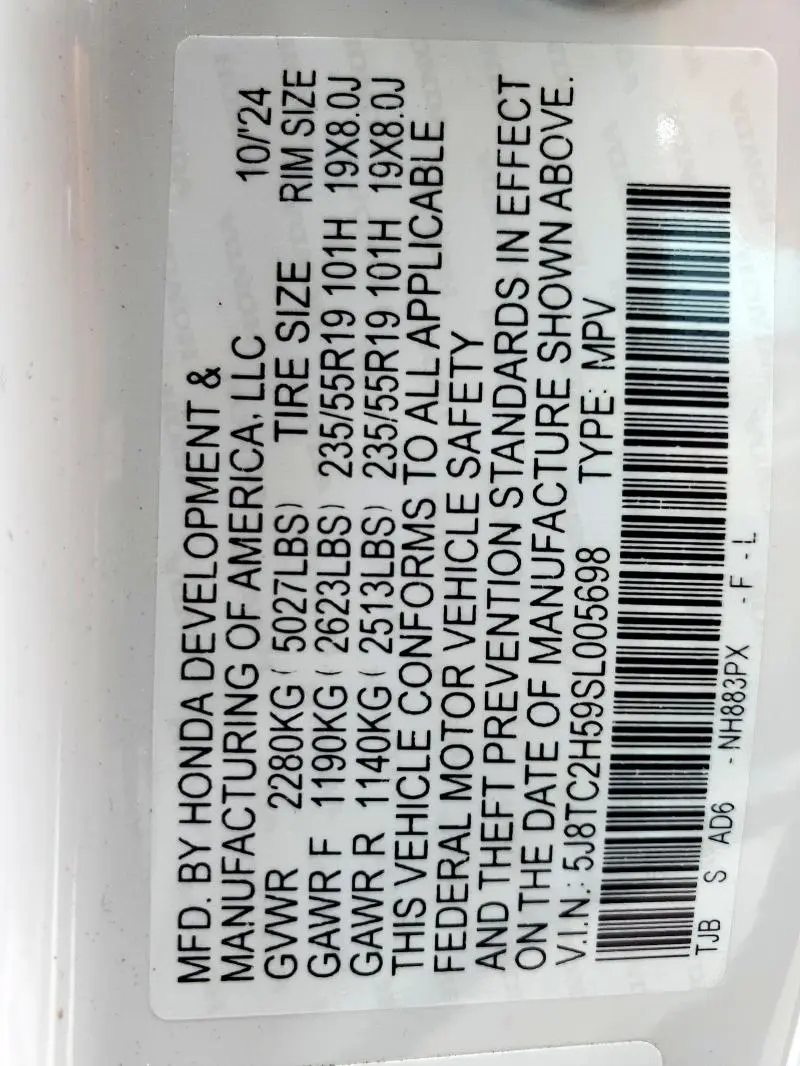 MFD. BY HONDA DEVELOPMENT &
MANUFACTURING OF AMERICA, LLC 10/'24
GVWR 2280KG ( 5027LBS) TIRE SIZE RIM SIZE
GAWR F 1190KG ( 2623LBS) 235/55R19 101H 19X8.0J
GAWR R 1140KG ( 2513LBS) 235/55R19 101H 19X8.0J
THIS VEHICLE CONFORMS TO ALL APPLICABLE
FEDERAL MOTOR VEHICLE SAFETY
AND THEFT PREVENTION STANDARDS IN EFFECT
ON THE DATE OF MANUFACTURE SHOWN ABOVE.
V.I.N.: 5J8TC2H59SL005698 TYPE: MPV
TJB S AD6 - NH883PX - F - L